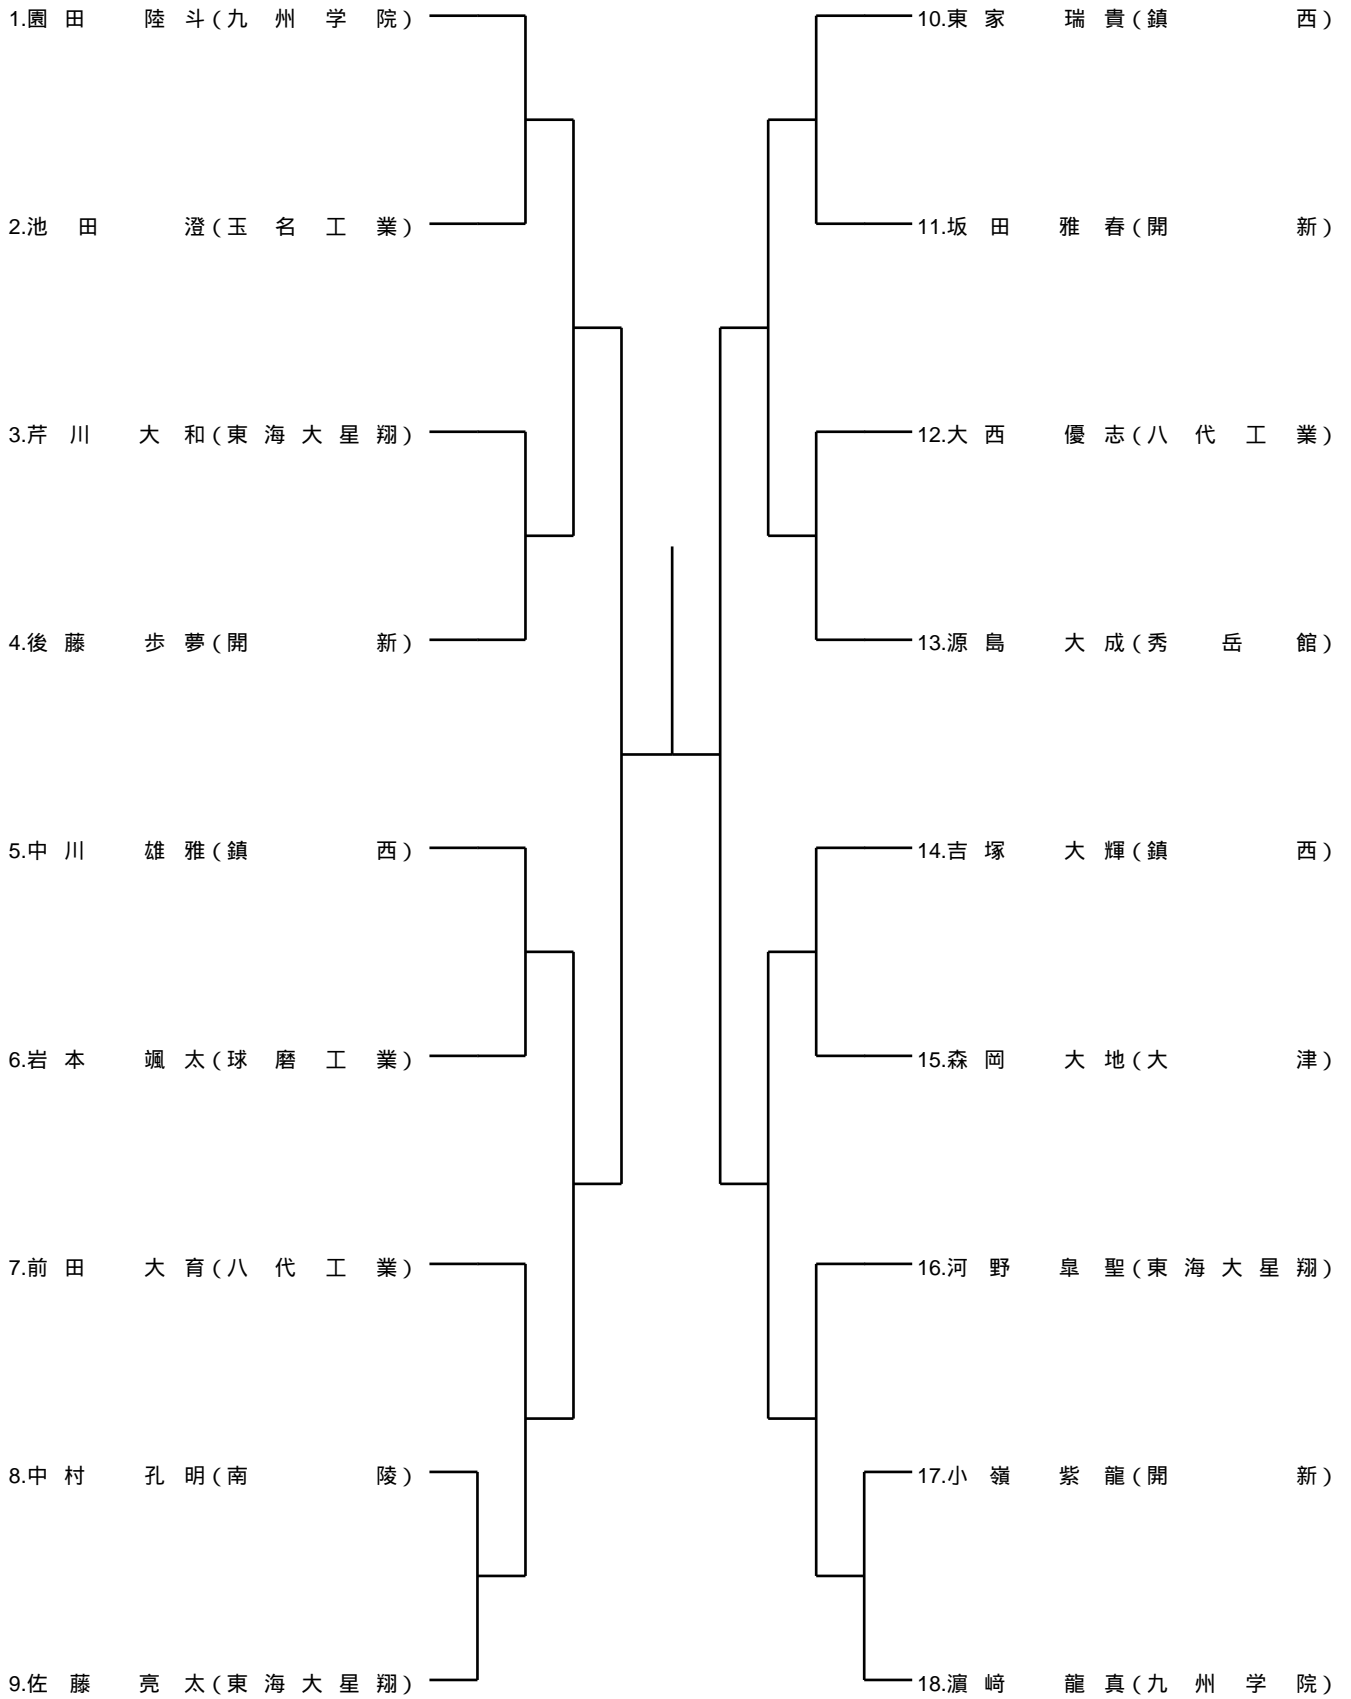 1.園田 陸斗(九州学院)
2.池田 澄(玉名工業)
3.芹川 大和(東海大星翔)
4.後藤 歩夢(開新)
5.中川 雄雅(鎮西)
6.岩本 颯太(球磨工業)
7.前田 大育(八代工業)
8.中村 孔明(南陵)
9.佐藤 亮太(東海大星翔)
10.東家 瑞貴(鎮西)
11.坂田 雅春(開新)
12.大西 優志(八代工業)
13.源島 大成(秀岳館)
14.吉塚 大輝(鎮西)
15.森岡 大地(大津)
16.河野 皐聖(東海大星翔)
17.小嶺 紫龍(開新)
18.濵﨑 龍真(九州学院)